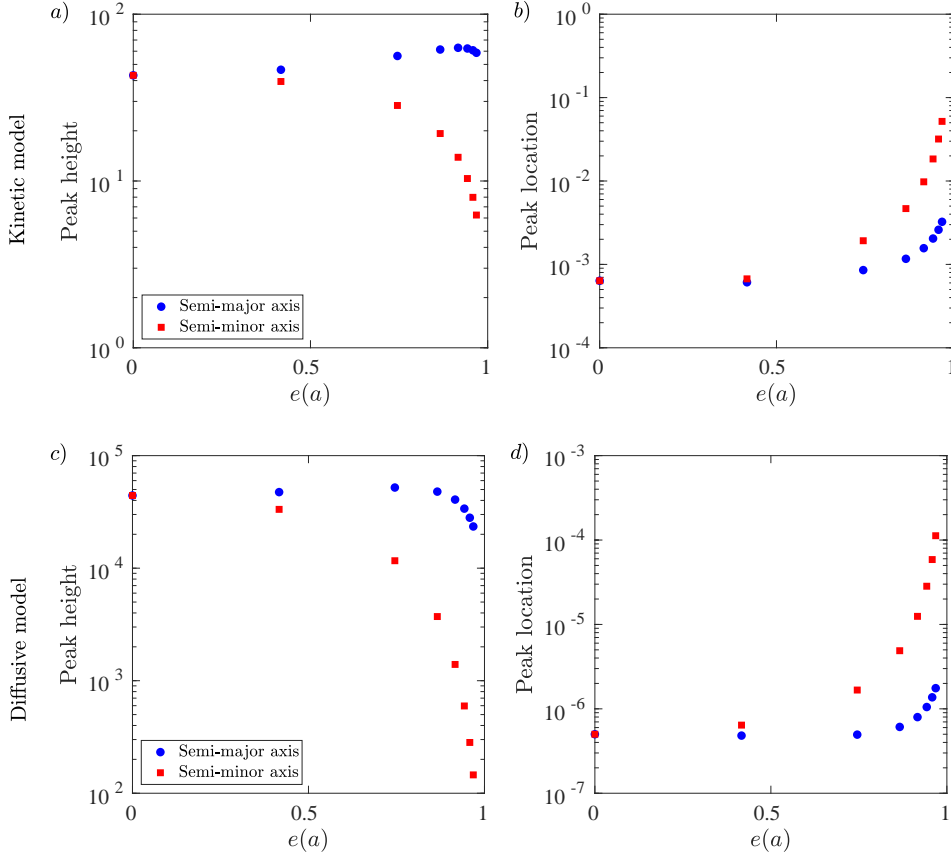 a)
b)
Kinetic model
Peak height
10^2
10^1
10^0
Semi-major axis
Semi-minor axis
0
0.5
1
e(a)
Peak location
10^0
10^-1
10^-2
10^-3
10^-4
0
0.5
1
e(a)
c)
d)
Diffusive model
Peak height
10^5
10^4
10^3
10^2
Semi-major axis
Semi-minor axis
0
0.5
1
e(a)
Peak location
10^-3
10^-4
10^-5
10^-6
10^-7
0
0.5
1
e(a)